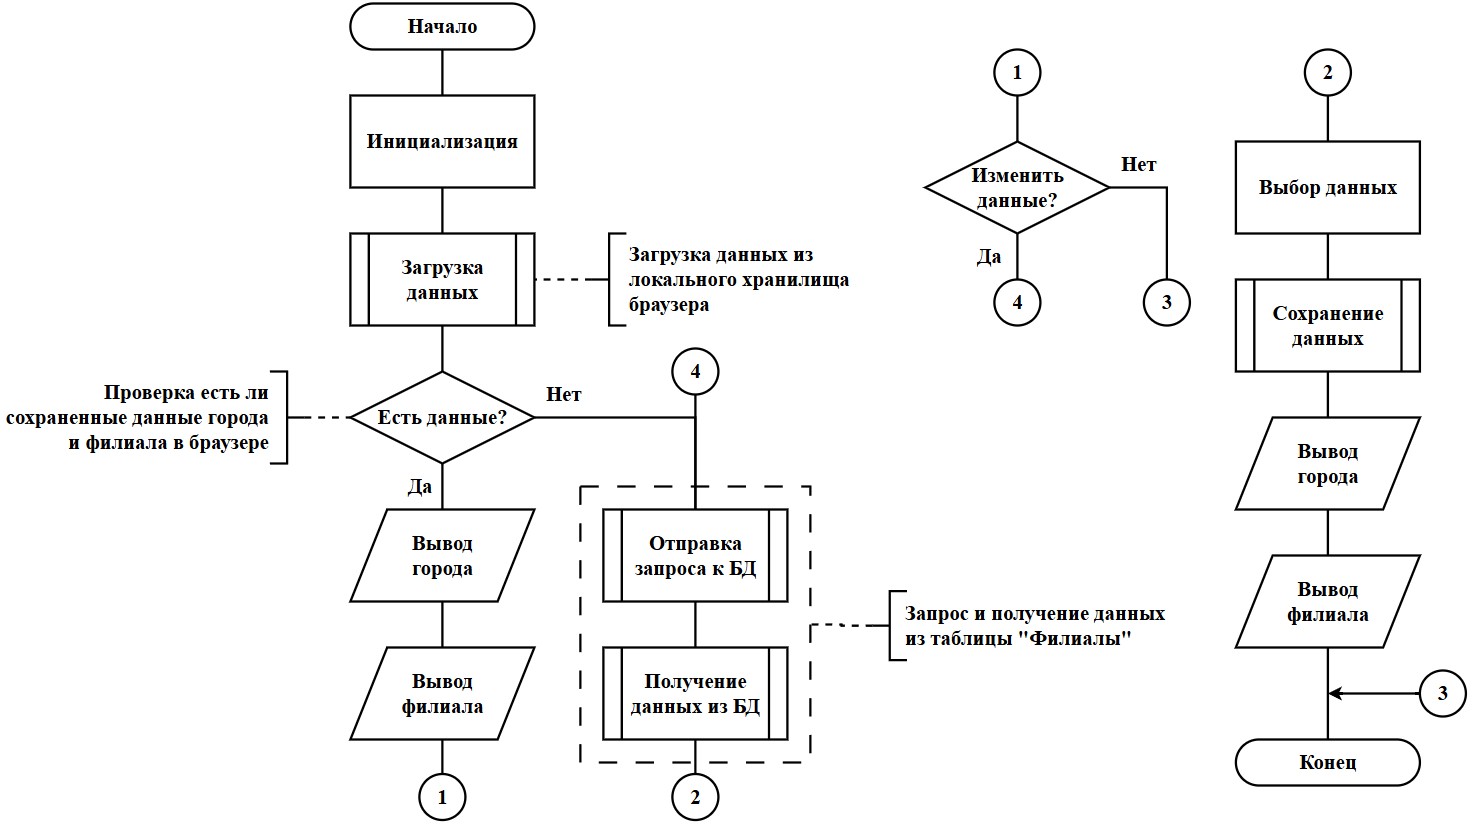 Начало
Инициализация
Загрузка
данных
Загрузка данных из
локального хранилища
браузера
Проверка есть ли
сохраненные данные города
и филиала в браузере
Есть данные?
Нет
4
Да
Вывод
города
Вывод
филиала
1
Отправка
запроса к БД
Получение
данных из БД
2
Запрос и получение данных
из таблицы "Филиалы"
1
Изменить
данные?
Нет
Да
4
3
2
Выбор данных
Сохранение
данных
Вывод
города
Вывод
филиала
3
Конец